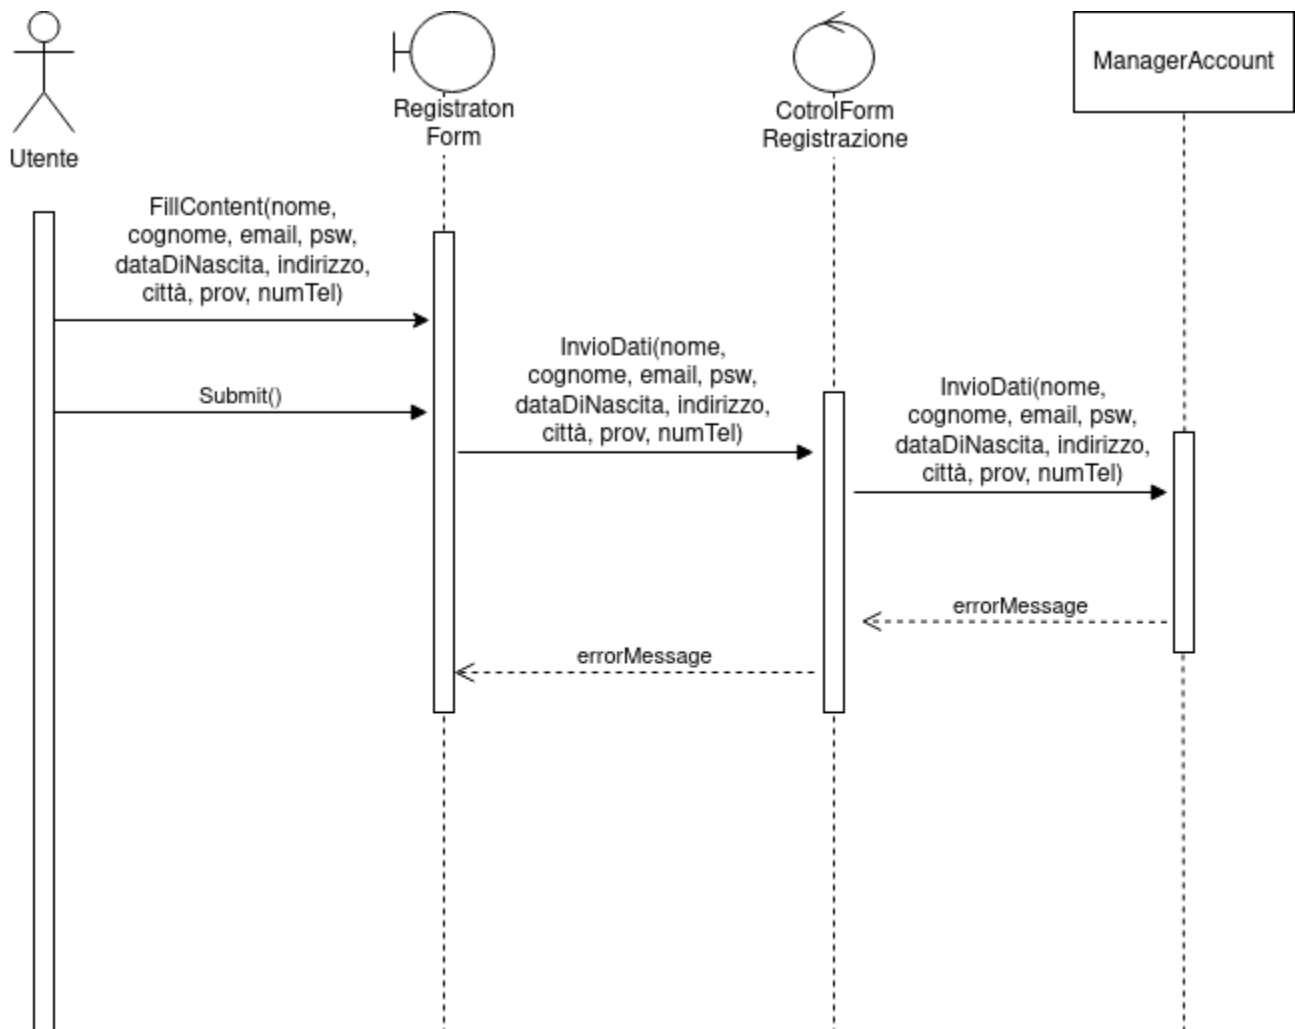 Utente
Registraton
Form
CotrolForm
Registrazione
ManagerAccount
FillContent(nome,
cognome, email, psw,
dataDiNascita, indirizzo,
città, prov, numTel)
Submit()
InvioDati(nome,
cognome, email, psw,
dataDiNascita, indirizzo,
città, prov, numTel)
InvioDati(nome,
cognome, email, psw,
dataDiNascita, indirizzo,
città, prov, numTel)
errorMessage
errorMessage